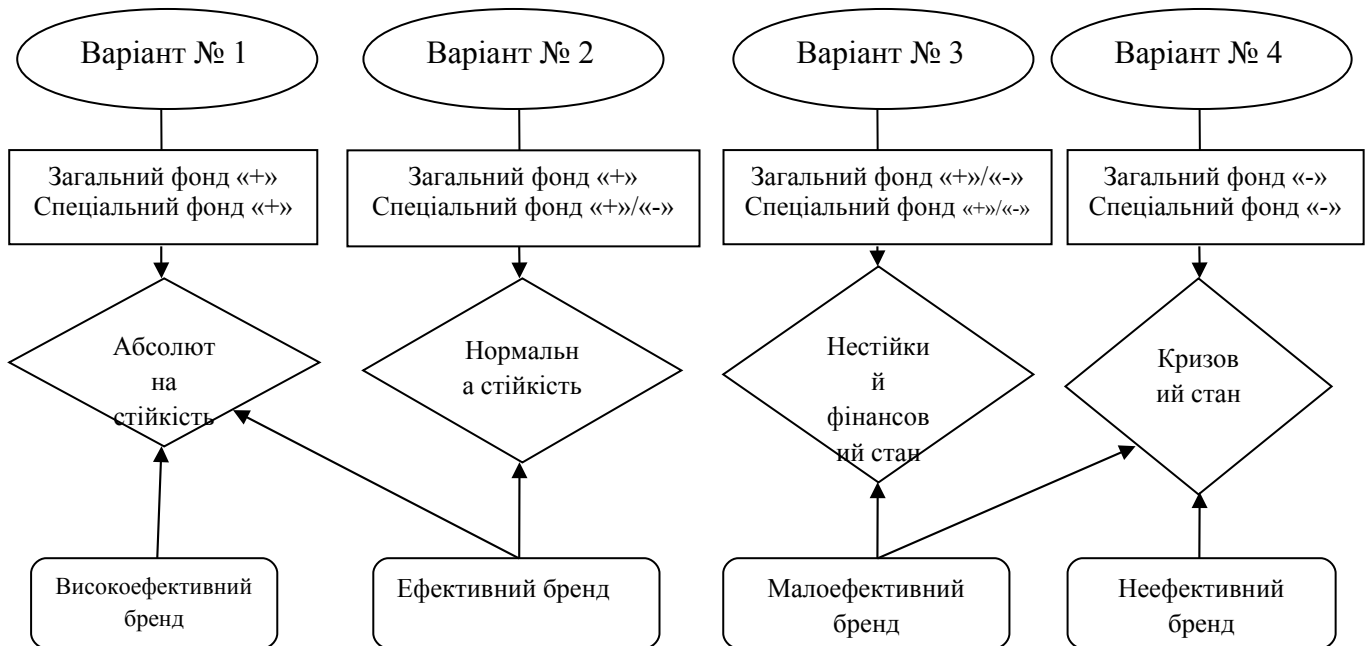 Варіант № 1
Варіант № 2
Варіант № 3
Варіант № 4
Загальний фонд «+»
Спеціальний фонд «+»
Загальний фонд «+»
Спеціальний фонд «+»/«-»
Загальний фонд «+»/«-»
Спеціальний фонд «+»/«-»
Загальний фонд «-»
Спеціальний фонд «-»
Абсолют
на
стійкість
Нормальн
а стійкість
Нестійки
й
фінансов
ий стан
Кризов
ий стан
Високоефективний
бренд
Ефективний бренд
Малоефективний
бренд
Неефективний
бренд